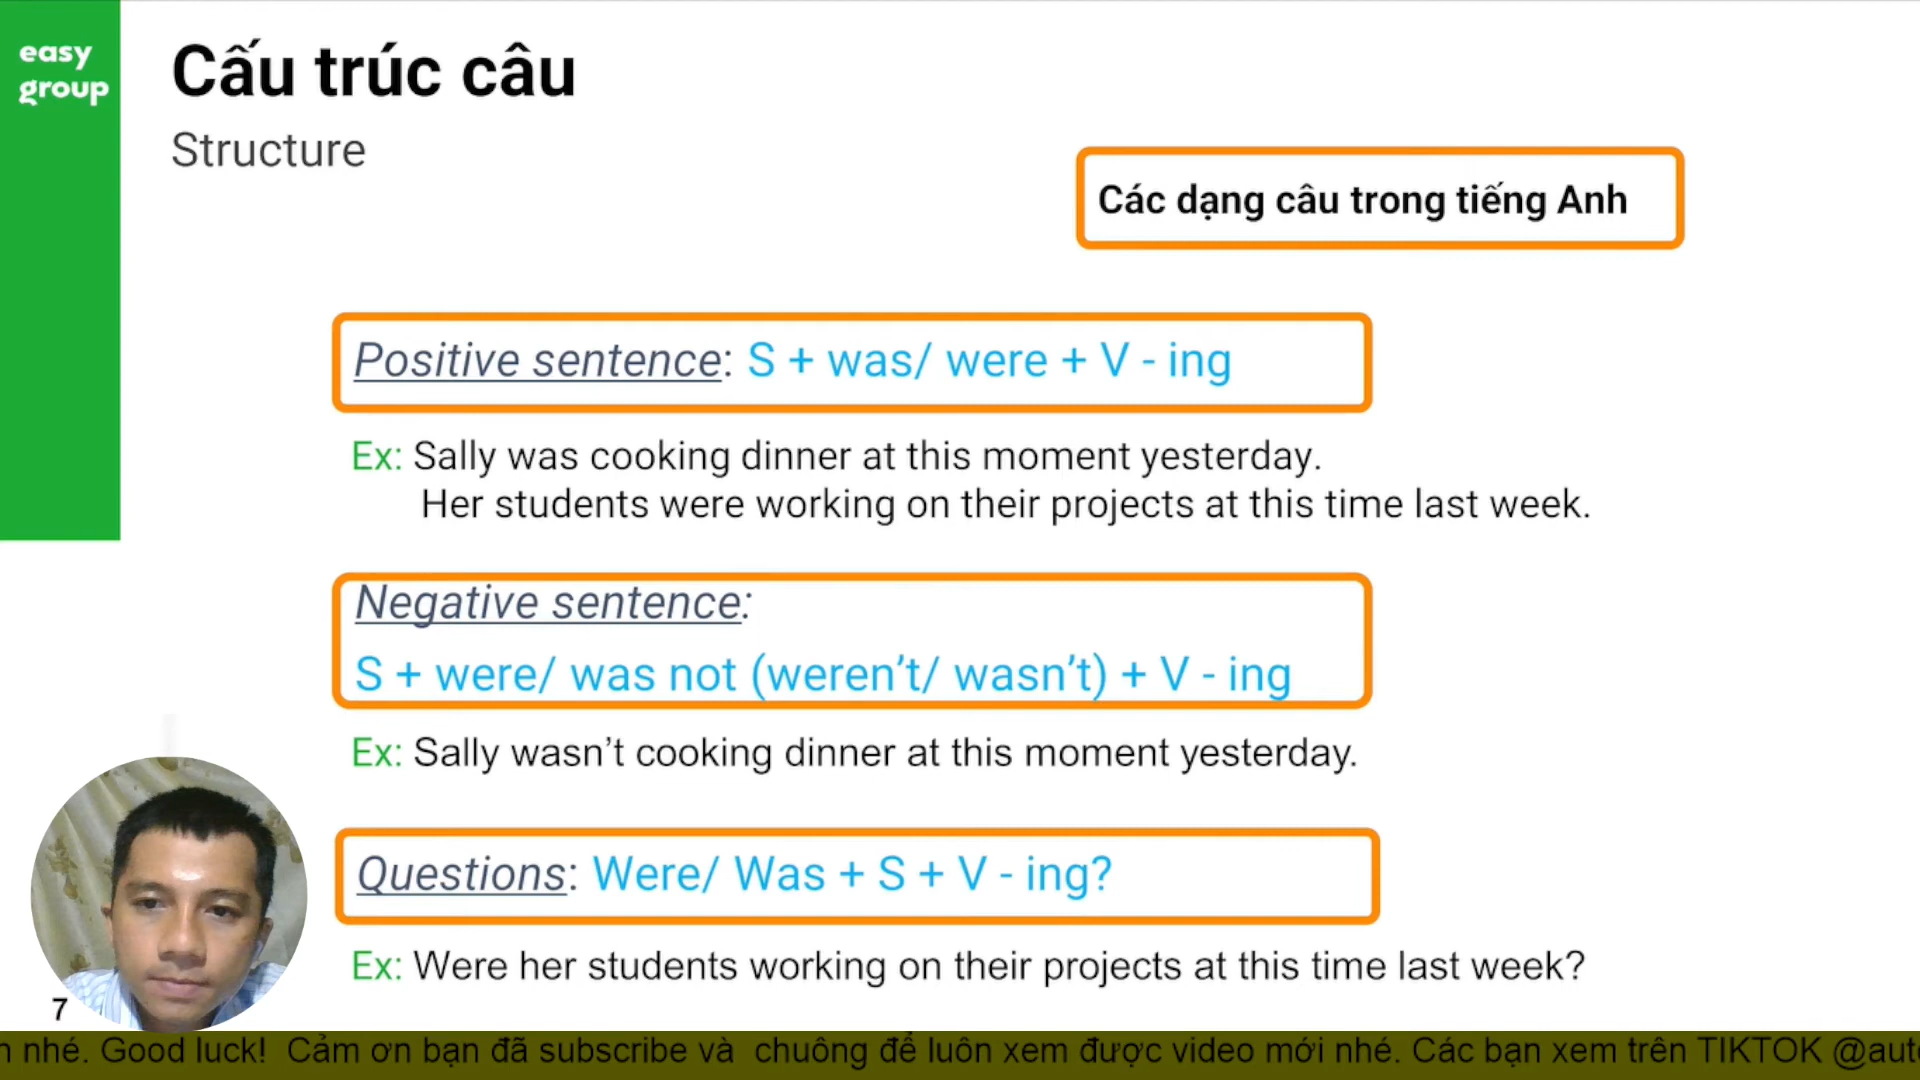 easy
group
Cấu trúc câu
Structure
Các dạng câu trong tiếng Anh
Positive sentence: S + was/ were + V - ing
Ex: Sally was cooking dinner at this moment yesterday.
Her students were working on their projects at this time last week.
Negative sentence:
S + were/ was not (weren’t/ wasn’t) + V - ing
Ex: Sally wasn’t cooking dinner at this moment yesterday.
Questions: Were/ Was + S + V - ing?
Ex: Were her students working on their projects at this time last week?
7
nhé. Good luck! Cảm ơn bạn đã subscribe và chuông để luôn xem được video mới nhé. Các bạn xem trên TIKTOK